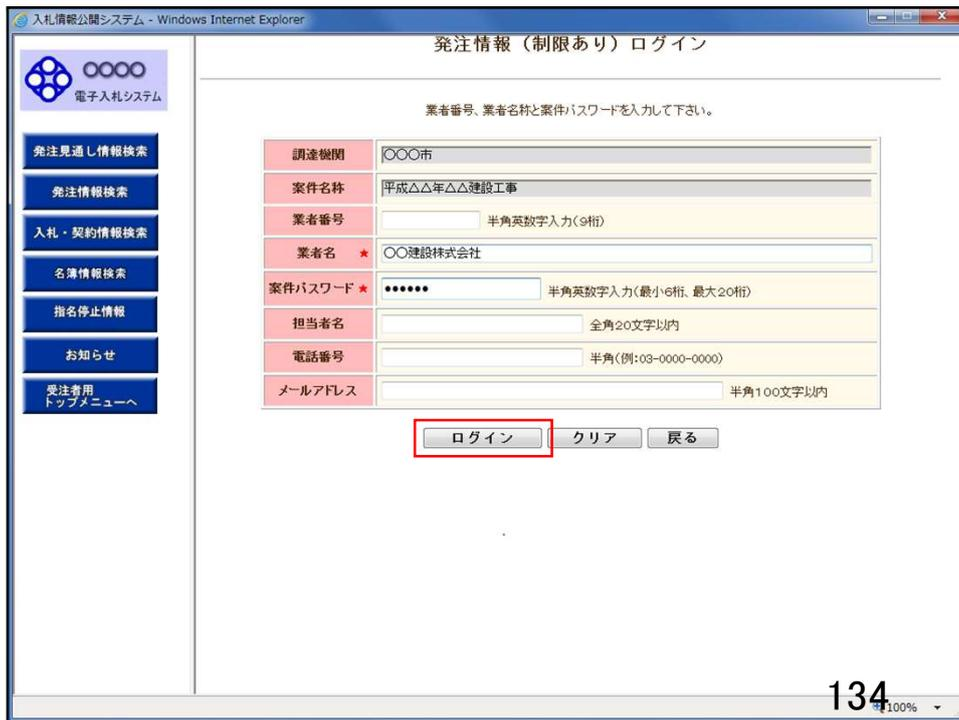 入札情報公開システム - Windows Internet Explorer
発注情報（制限あり）ログイン
〇〇〇〇
電子入札システム
発注見通し情報検索
発注情報検索
入札・契約情報検索
名簿情報検索
指名停止情報
お知らせ
受注者用
トップメニューへ
業者番号、業者名称と案件パスワードを入力して下さい。
調達機関 〇〇〇市
案件名称 平成△△年△△建設工事
業者番号 半角英数字入力(9桁)
業者名 ★ 〇〇建設株式会社
案件パスワード ★ ●●●●●● 半角英数字入力(最小6桁、最大20桁)
担当者名 全角20文字以内
電話番号 半角(例:03-0000-0000)
メールアドレス 半角100文字以内
ログイン クリア 戻る
134
100%